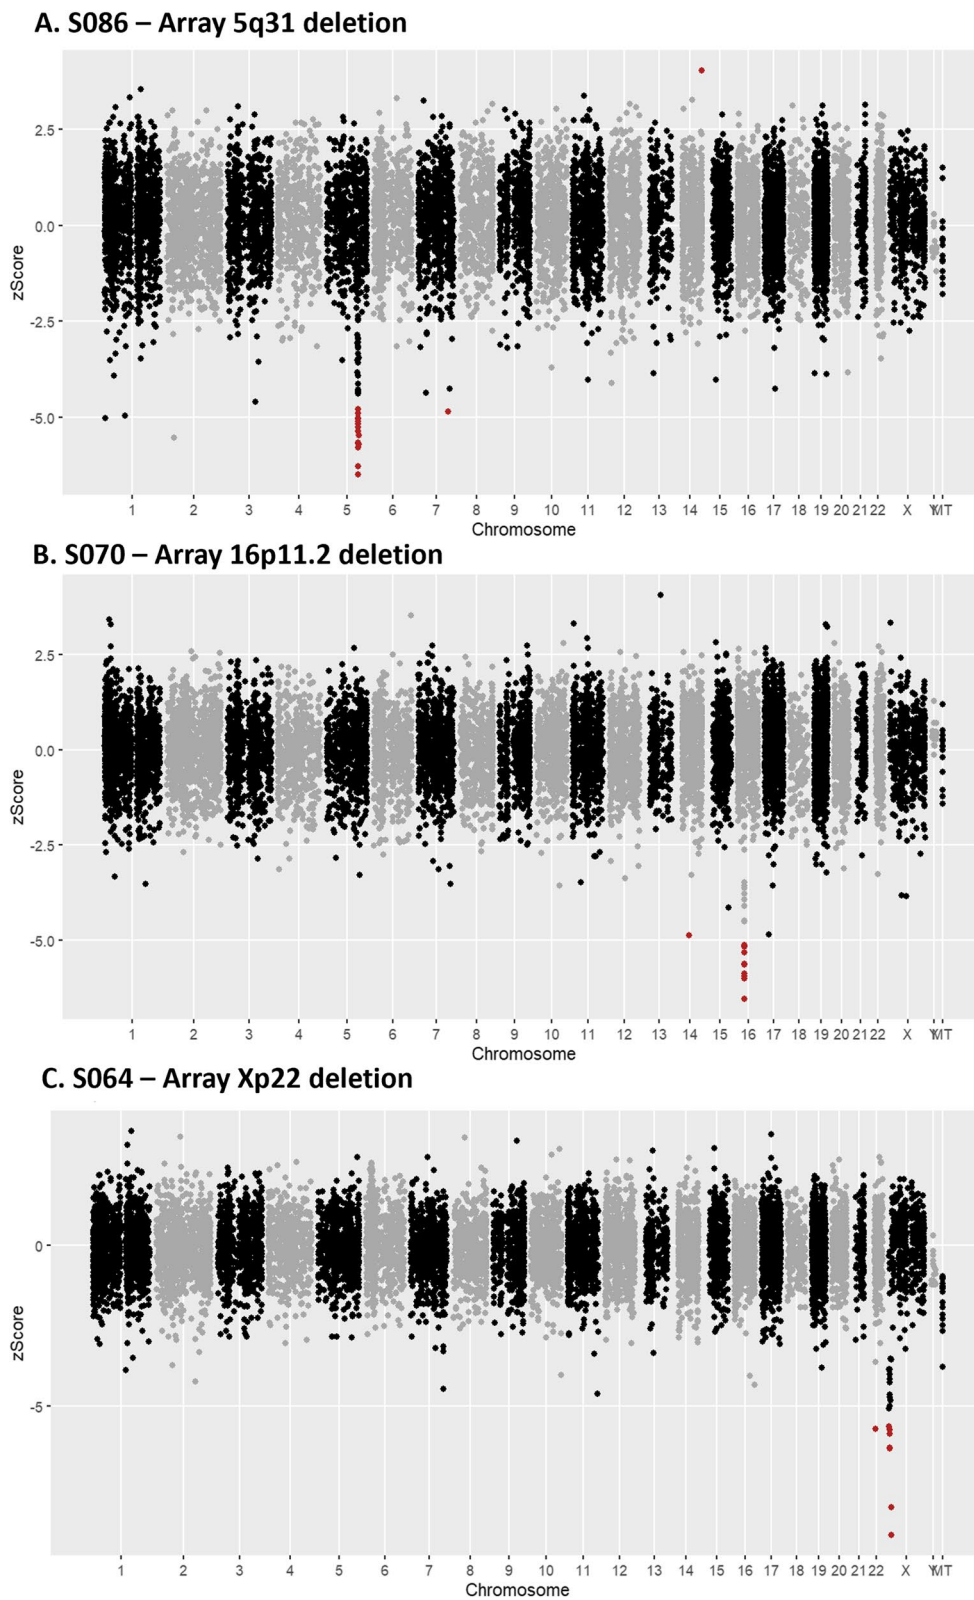 A. S086 – Array 5q31 deletion
2.5
0.0
-2.5
-5.0
zScore
1 2 3 4 5 6 7 8 9 10 11 12 13 14 15 16 17 18 19 20 21 22 X Y MT
Chromosome
B. S070 – Array 16p11.2 deletion
2.5
0.0
-2.5
-5.0
zScore
1 2 3 4 5 6 7 8 9 10 11 12 13 14 15 16 17 18 19 20 21 22 X Y MT
Chromosome
C. S064 – Array Xp22 deletion
0
-5
zScore
1 2 3 4 5 6 7 8 9 10 11 12 13 14 15 16 17 18 19 20 21 22 X Y MT
Chromosome